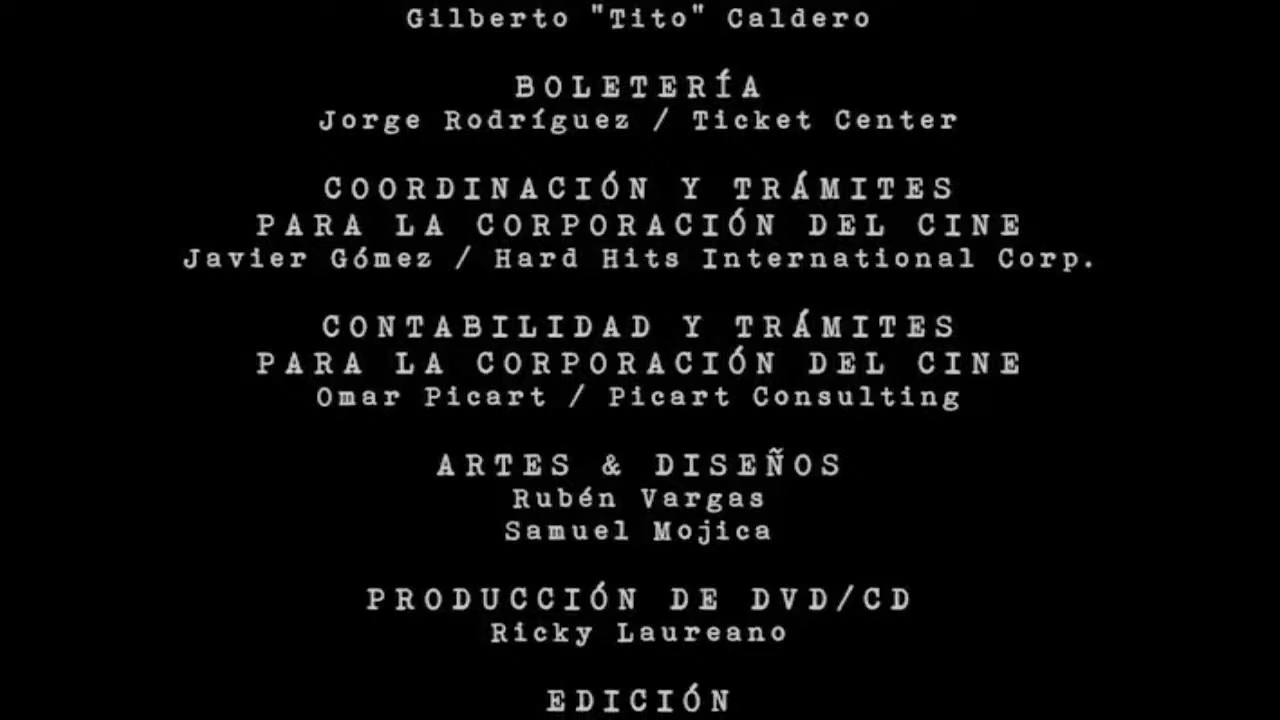 Gilberto "Tito" Caldero
BOLETERÍA
Jorge Rodríguez / Ticket Center
COORDINACIÓN Y TRÁMITES
PARA LA CORPORACIÓN DEL CINE
Javier Gómez / Hard Hits International Corp.
CONTABILIDAD Y TRÁMITES
PARA LA CORPORACIÓN DEL CINE
Omar Picart / Picart Consulting
ARTES & DISEÑOS
Rubén Vargas
Samuel Mojica
PRODUCCIÓN DE DVD/CD
Ricky Laureano
EDICIÓN